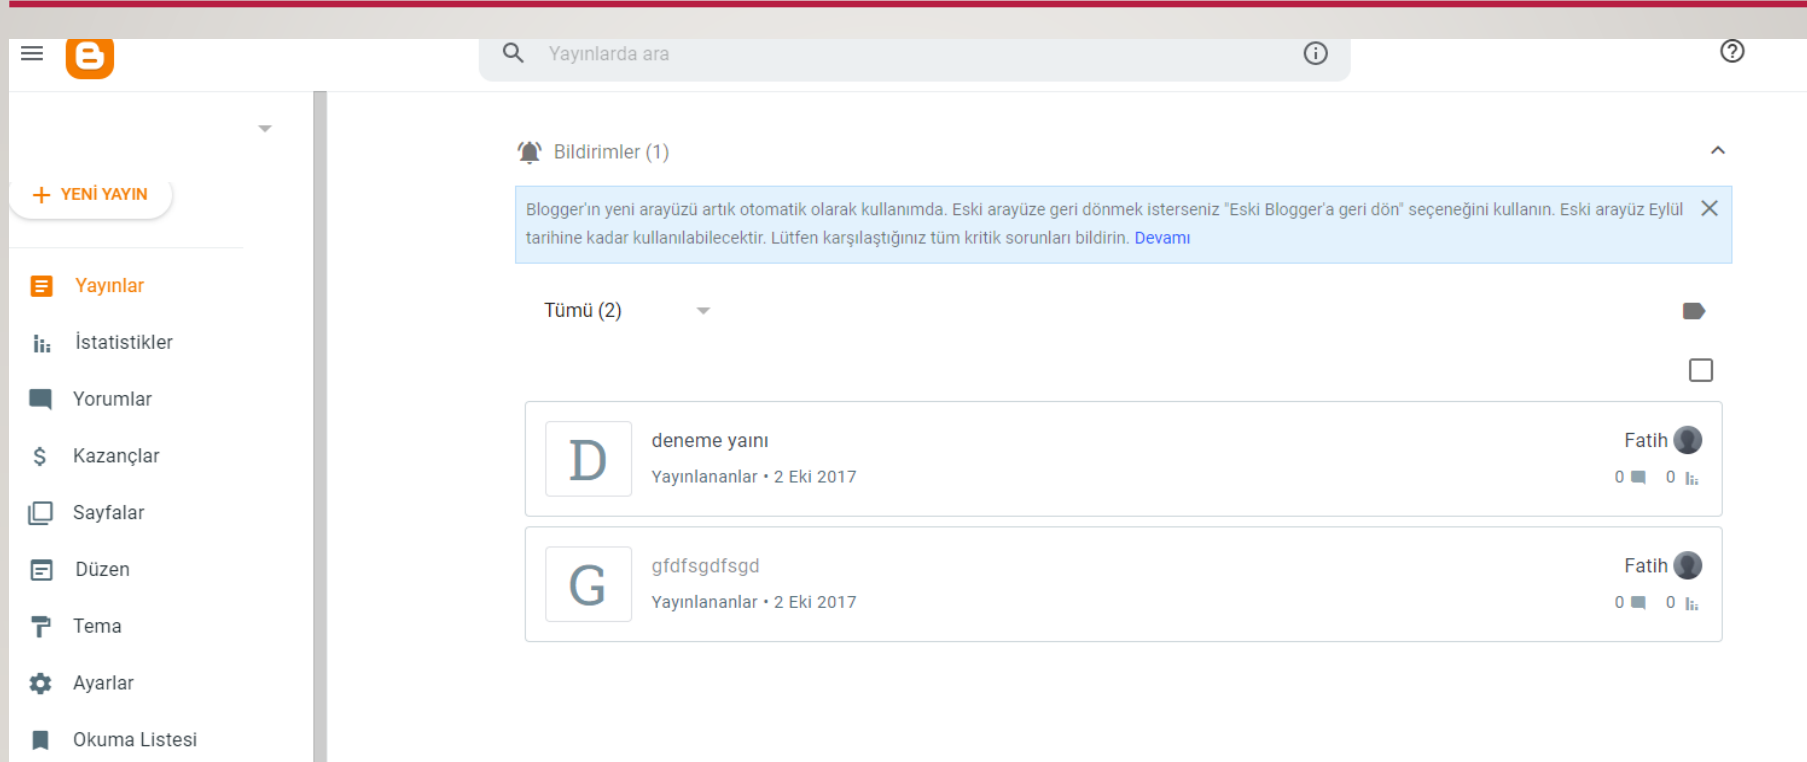 Yayınlarda ara
Bildirimler (1)
+ YENİ YAYIN
Blogger'ın yeni arayüzü artık otomatik olarak kullanımda. Eski arayüze geri dönmek isterseniz "Eski Blogger'a geri dön" seçeneğini kullanın. Eski arayüz Eylül
tarihine kadar kullanılabilecektir. Lütfen karşılaştığınız tüm kritik sorunları bildirin. Devamı
Yayınlar
İstatistikler
Yorumlar
Kazançlar
Sayfalar
Düzen
Tema
Ayarlar
Okuma Listesi
Tümü (2)
D
deneme yaını
Fatih
Yayınlananlar • 2 Eki 2017
0 0
G
gfdfsgdfsgd
Fatih
Yayınlananlar • 2 Eki 2017
0 0